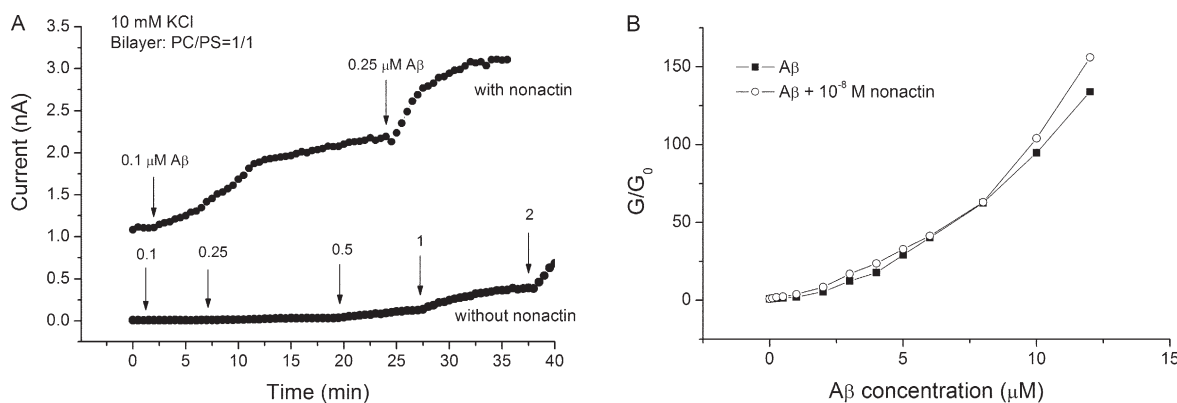 A
10 mM KCl
Bilayer: PC/PS=1/1
Current (nA)
3.5
3.0
2.5
2.0
1.5
1.0
0.5
0.0
0.1 μM Aβ
0.25 μM Aβ
with nonactin
0.1
0.25
0.5
1
2
without nonactin
0 5 10 15 20 25 30 35 40
Time (min)
B
G/G₀
150
100
50
0
Aβ
Aβ + 10⁻⁸ M nonactin
0 5 10 15
Aβ concentration (μM)